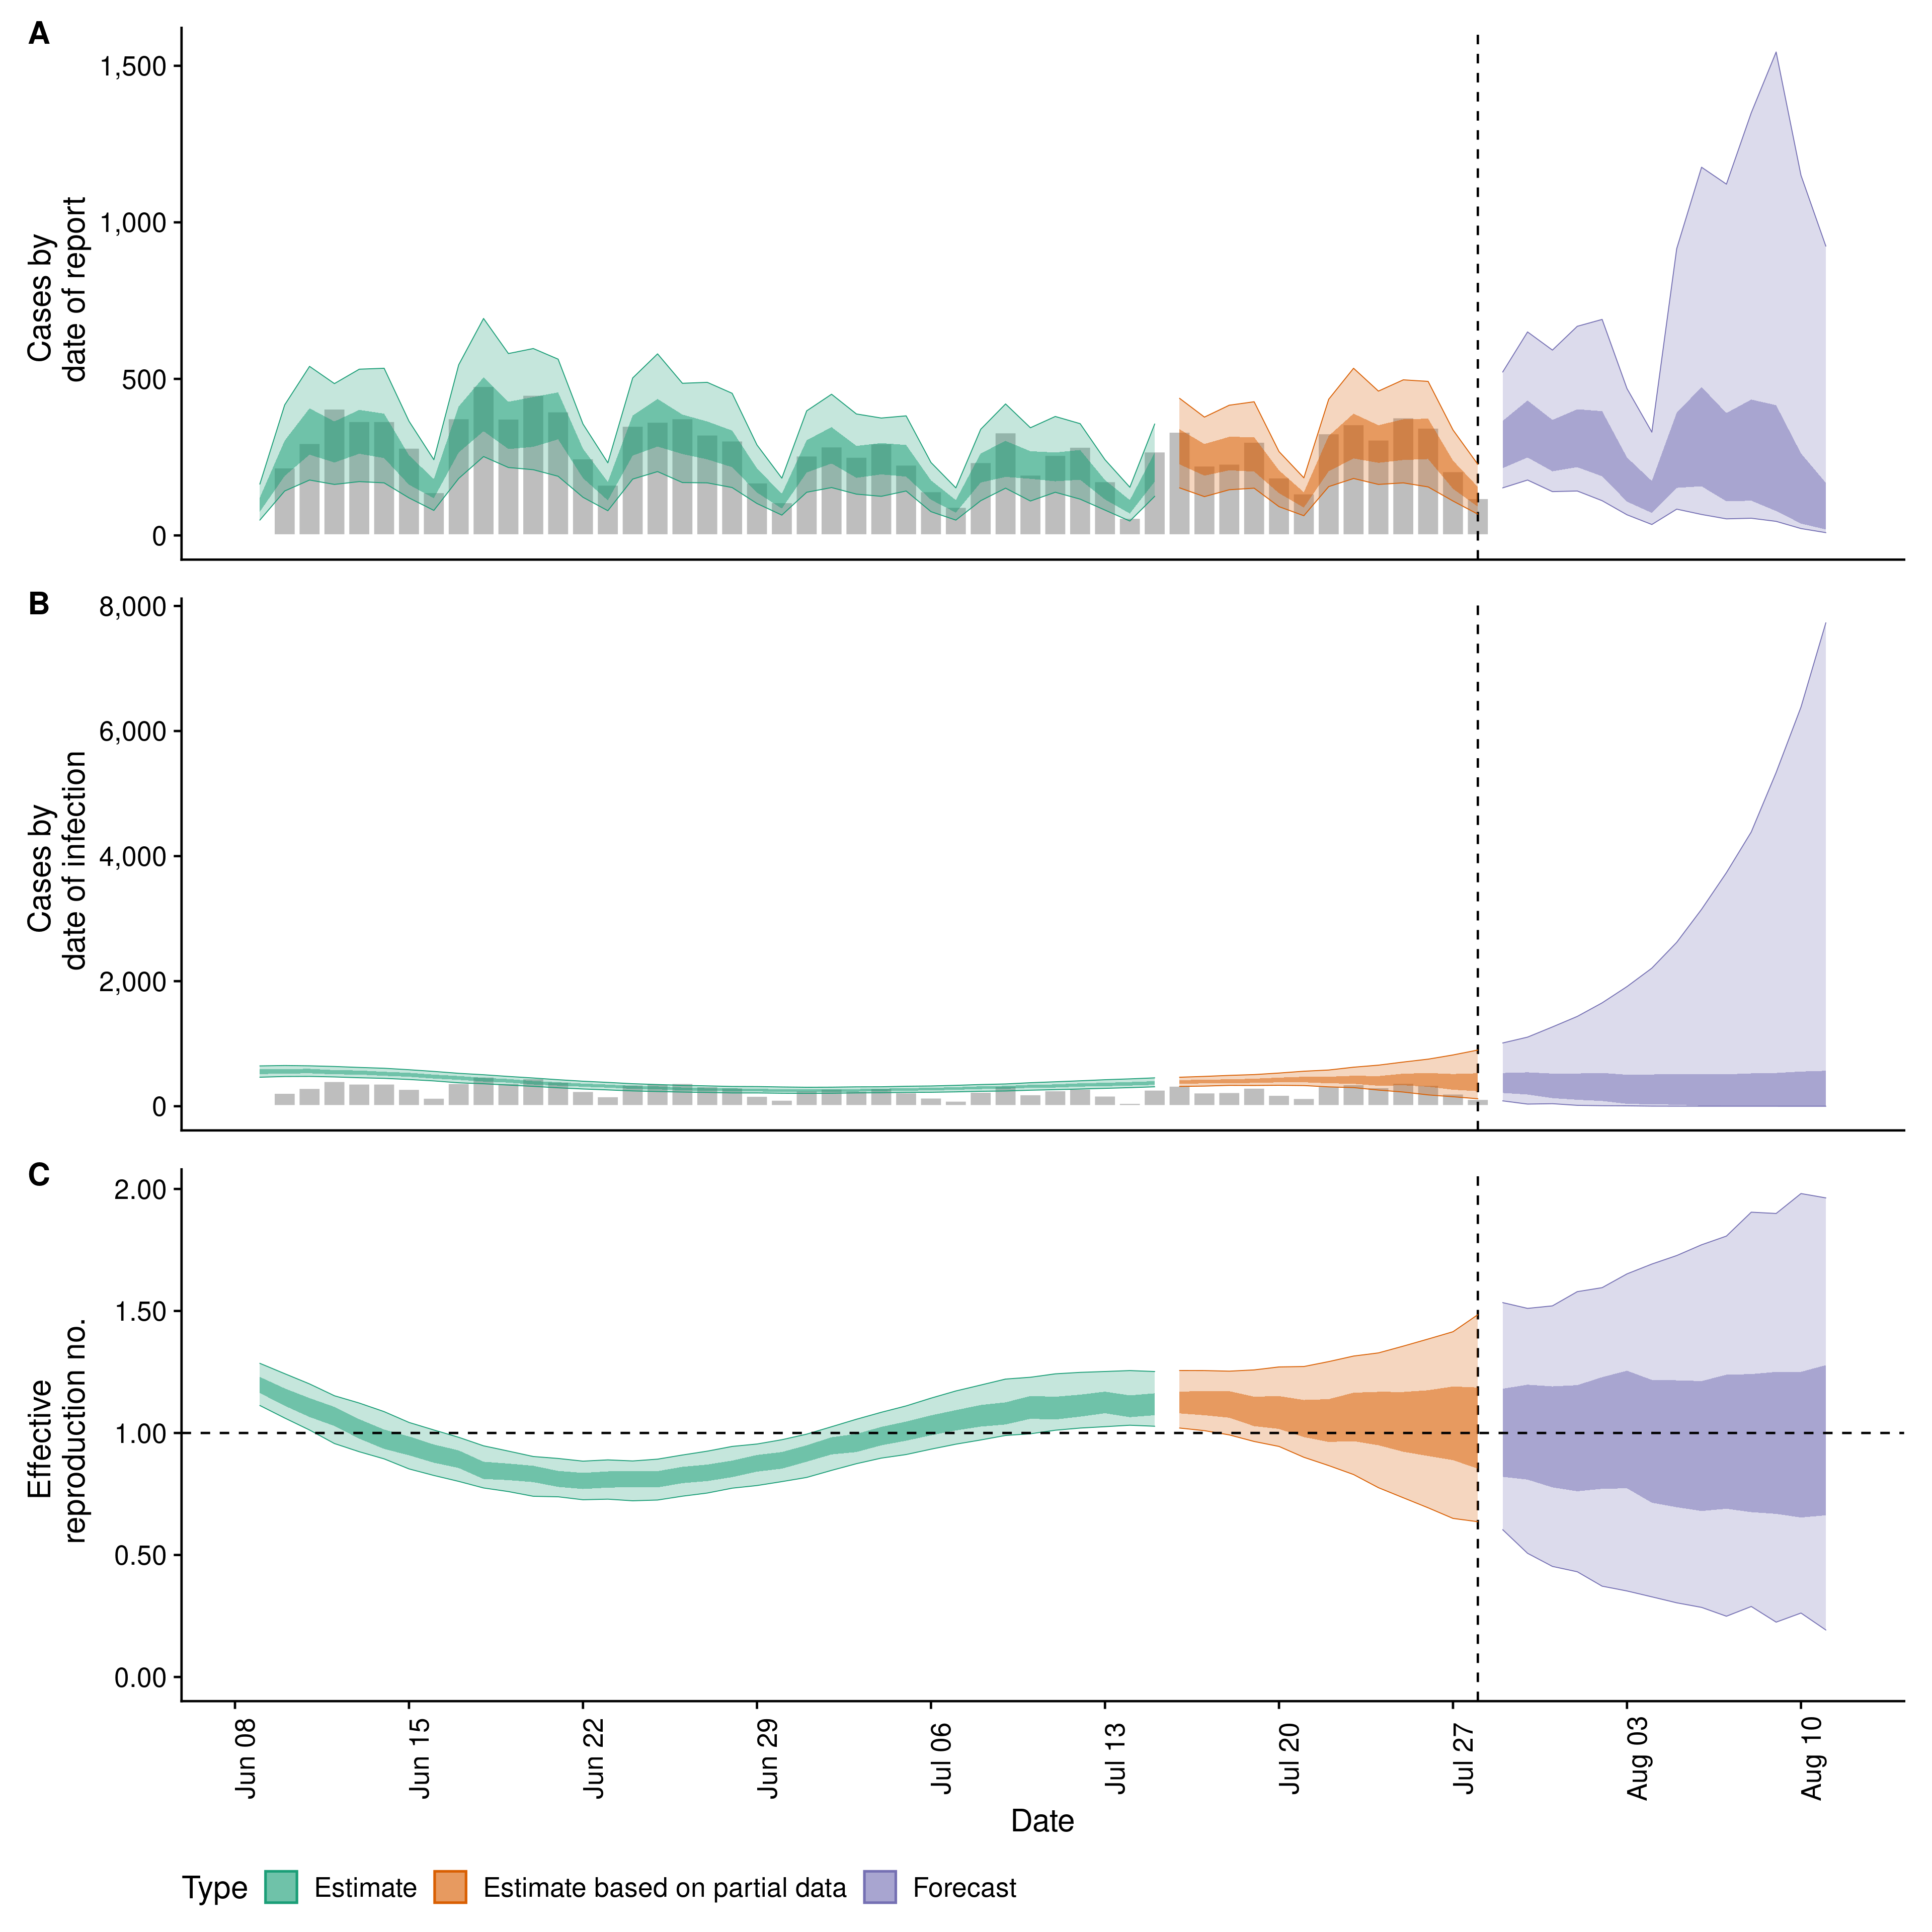 A
1,500
1,000
500
0
Cases by
date of report
B
8,000
6,000
4,000
2,000
0
Cases by
date of infection
C
2.00
1.50
1.00
0.50
0.00
Effective
reproduction no.
Jun 08
Jun 15
Jun 22
Jun 29
Jul 06
Jul 13
Jul 20
Jul 27
Aug 03
Aug 10
Date
Type Estimate Estimate based on partial data Forecast